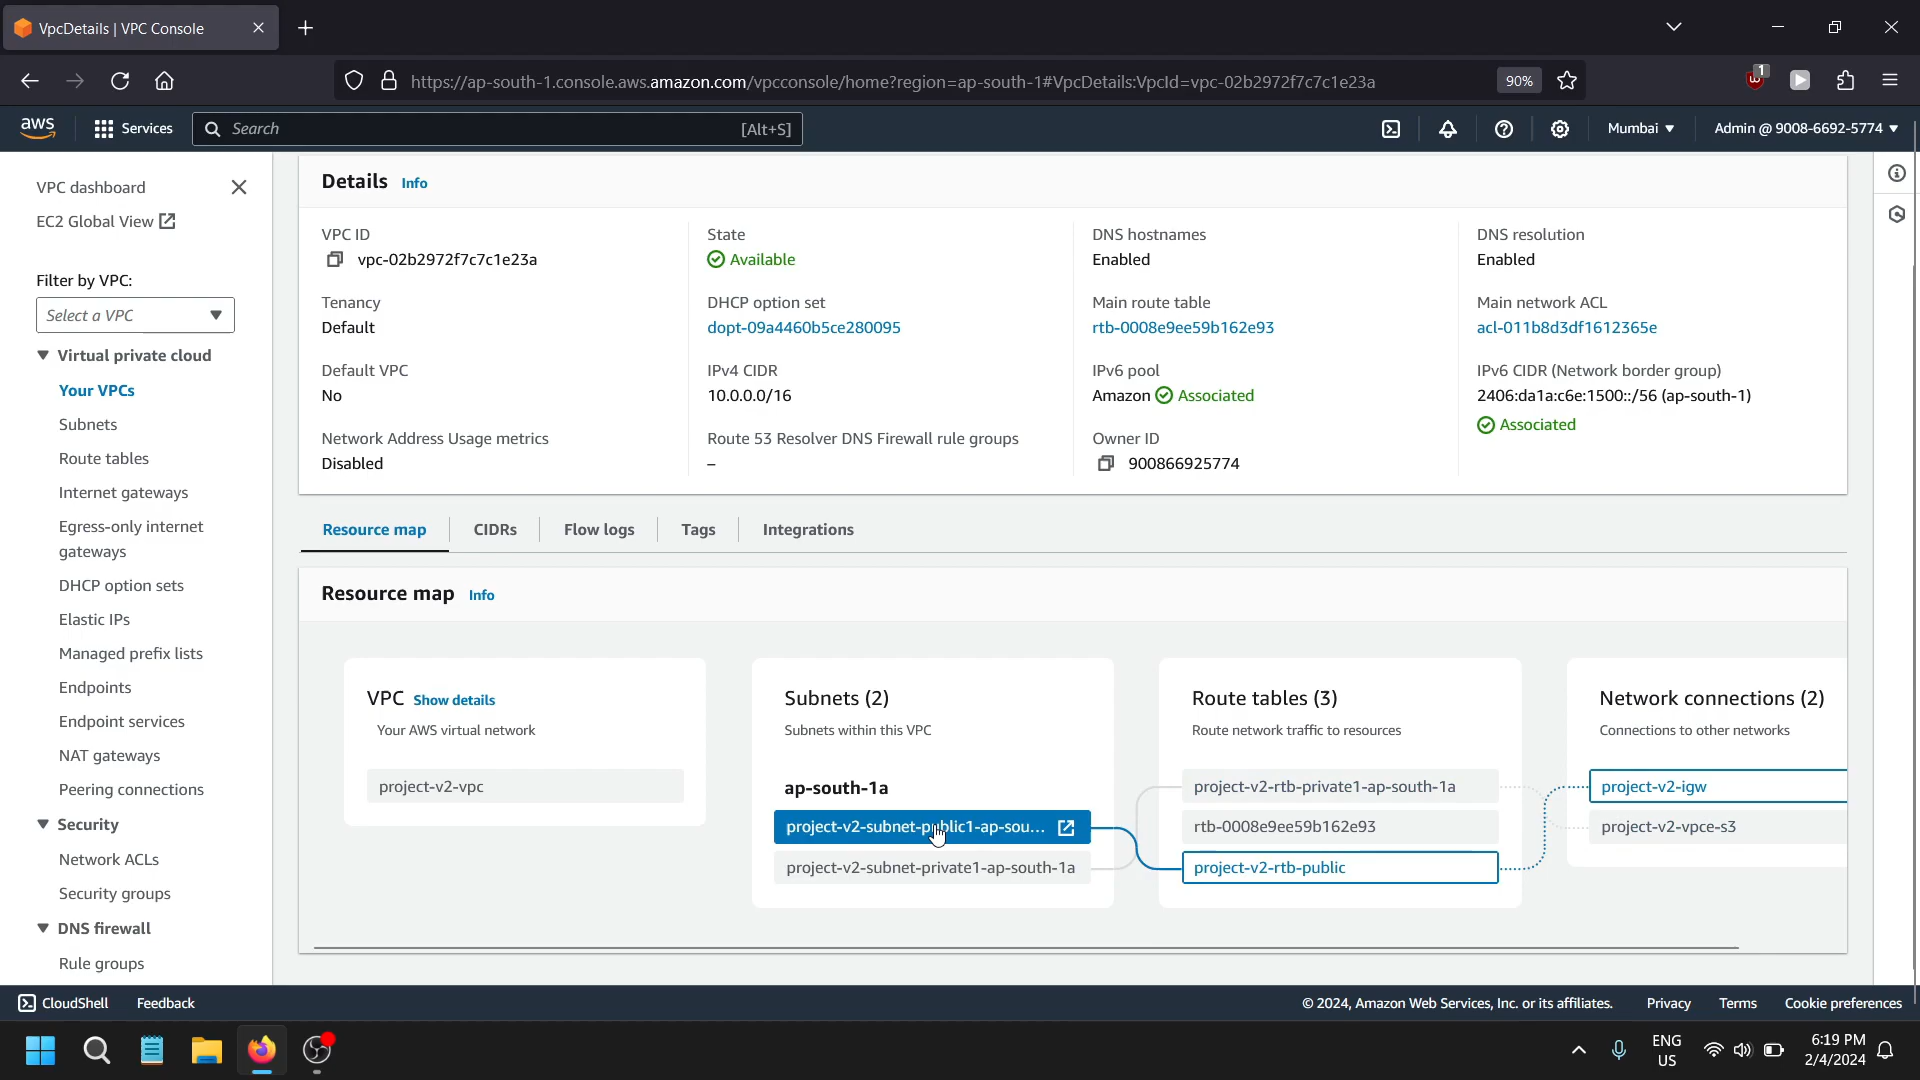 VpcDetails | VPC Console
https://ap-south-1.console.aws.amazon.com/vpcconsole/home?region=ap-south-1#VpcDetails:VpcId=vpc-02b2972f7c7c1e23a
90%
1
aws
Services
Search
[Alt+S]
Mumbai
Admin @ 9008-6692-5774
VPC dashboard
EC2 Global View
Filter by VPC:
Select a VPC
Virtual private cloud
Your VPCs
Subnets
Route tables
Internet gateways
Egress-only internet
gateways
DHCP option sets
Elastic IPs
Managed prefix lists
Endpoints
Endpoint services
NAT gateways
Peering connections
Security
Network ACLs
Security groups
DNS firewall
Rule groups
Details Info
VPC ID
vpc-02b2972f7c7c1e23a
State
Available
DNS hostnames
Enabled
DNS resolution
Enabled
Tenancy
Default
DHCP option set
dopt-09a4460b5ce280095
Main route table
rtb-0008e9ee59b162e93
Main network ACL
acl-011b8d3df1612365e
Default VPC
No
IPv4 CIDR
10.0.0.0/16
IPv6 pool
Amazon Associated
IPv6 CIDR (Network border group)
2406:da1a:c6e:1500::/56 (ap-south-1)
Associated
Network Address Usage metrics
Disabled
Route 53 Resolver DNS Firewall rule groups
–
Owner ID
900866925774
Resource map
CIDRs
Flow logs
Tags
Integrations
Resource map Info
VPC Show details
Your AWS virtual network
project-v2-vpc
Subnets (2)
Subnets within this VPC
ap-south-1a
project-v2-subnet-public1-ap-sou...
project-v2-subnet-private1-ap-south-1a
Route tables (3)
Route network traffic to resources
project-v2-rtb-private1-ap-south-1a
rtb-0008e9ee59b162e93
project-v2-rtb-public
Network connections (2)
Connections to other networks
project-v2-igw
project-v2-vpce-s3
CloudShell
Feedback
© 2024, Amazon Web Services, Inc. or its affiliates.
Privacy
Terms
Cookie preferences
ENG
US
6:19 PM
2/4/2024